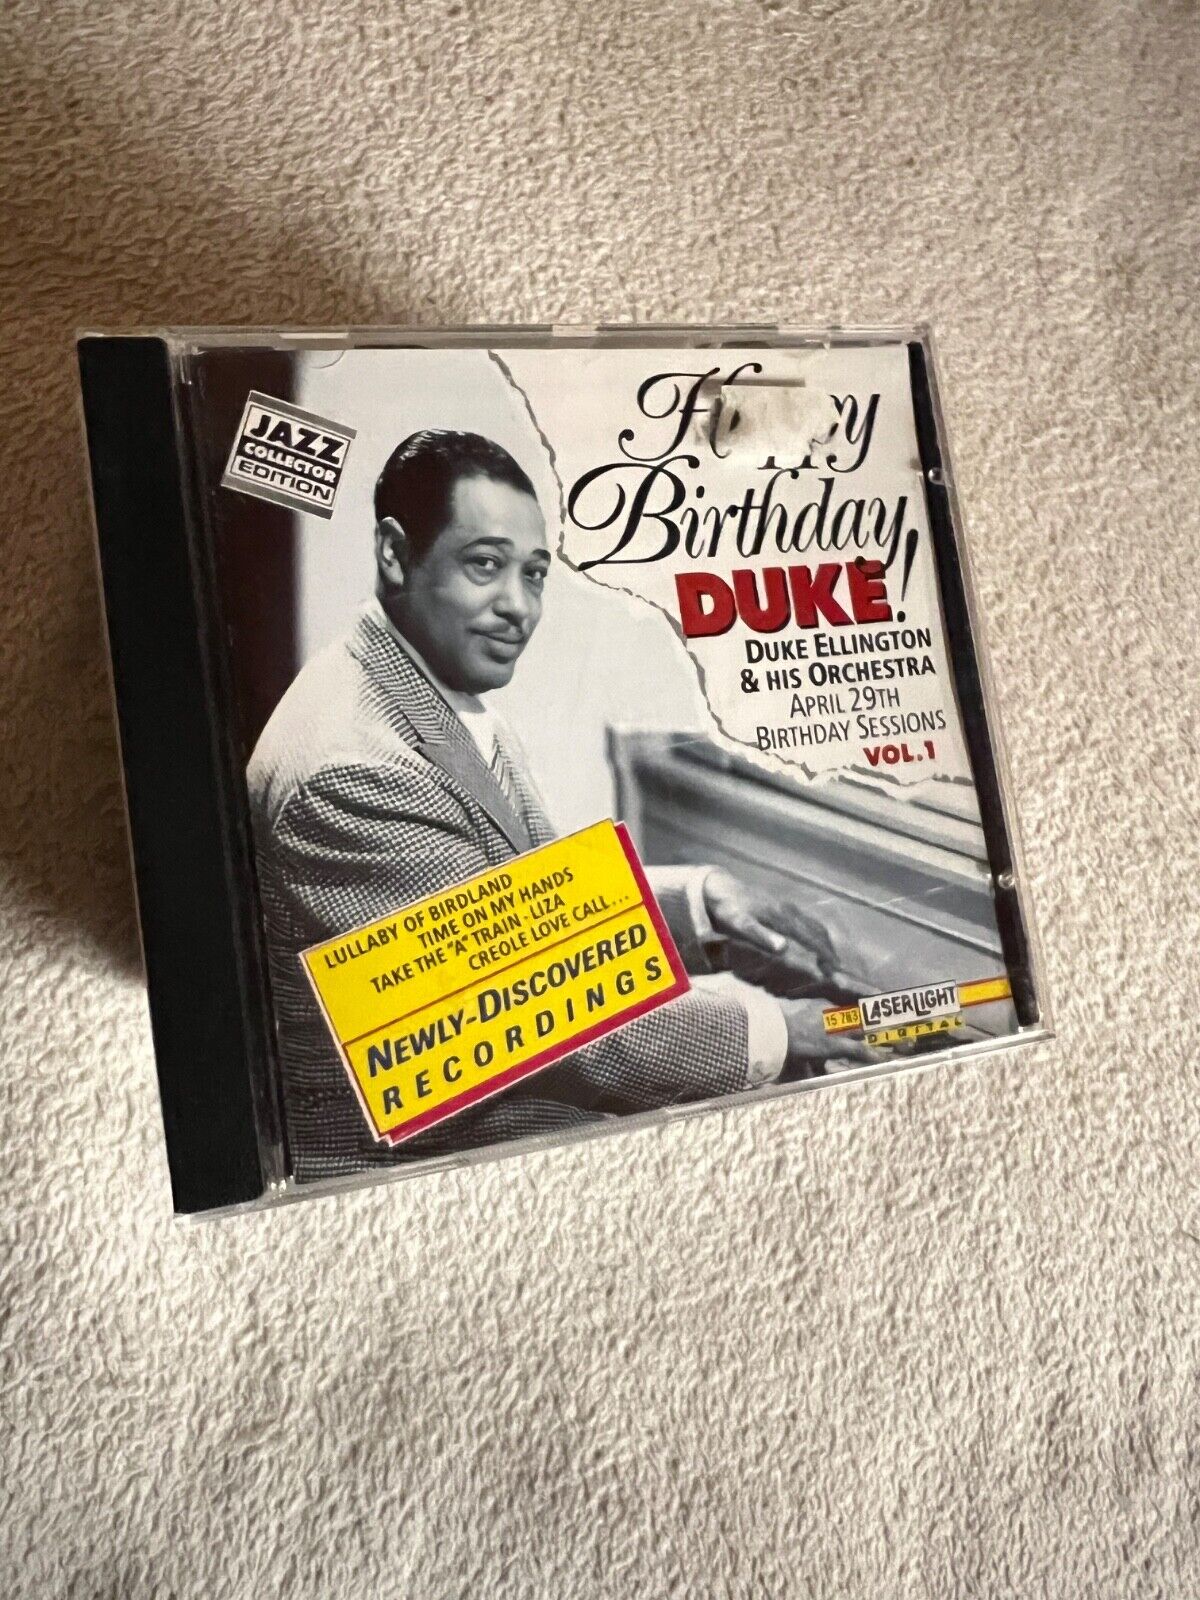 JAZZ
COLLECTOR
EDITION
Birthday,
DUKE!
DUKE ELLINGTON
& HIS ORCHESTRA
APRIL 29TH
BIRTHDAY SESSIONS
VOL.1
LULLABY OF BIRDLAND
TIME ON MY HANDS
TAKE THE "A" TRAIN - LIZA
CREOLE LOVE CALL...
NEWLY-DISCOVERED
RECORDINGS
LASERLIGHT
DIGITAL